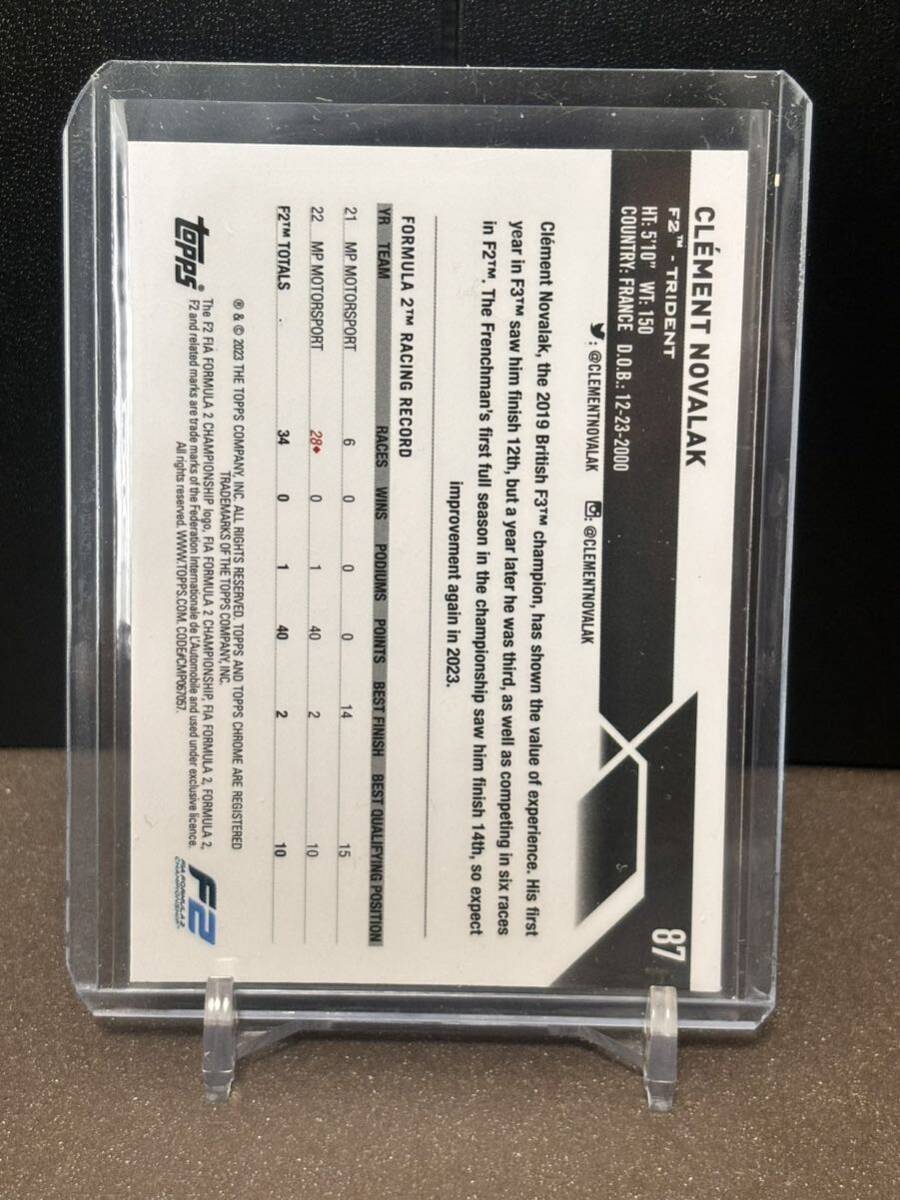 87
CLÉMENT NOVALAK
F2™ - TRIDENT
HT: 5'10" WT: 150
COUNTRY: FRANCE D.O.B.: 12-23-2000
: @CLEMENTNOVALAK : @CLEMENTNOVALAK
Clément Novalak, the 2019 British F3™ champion, has shown the value of experience. His first
year in F3™ saw him finish 12th, but a year later he was third, as well as competing in six races
in F2™. The Frenchman's first full season in the championship saw him finish 14th, so expect
improvement again in 2023.
FORMULA 2™ RACING RECORD
YR TEAM RACES WINS PODIUMS POINTS BEST FINISH BEST QUALIFYING POSITION
21 MP MOTORSPORT 6 0 0 0 14 15
22 MP MOTORSPORT 28♦ 0 1 40 2 10
F2™ TOTALS 34 0 1 40 2 10
® & © 2023 THE TOPPS COMPANY, INC. ALL RIGHTS RESERVED. TOPPS AND TOPPS CHROME ARE REGISTERED
TRADEMARKS OF THE TOPPS COMPANY, INC.
The F2 FIA FORMULA 2 CHAMPIONSHIP logo, FIA FORMULA 2 CHAMPIONSHIP, FIA FORMULA 2, FORMULA 2,
F2 and related marks are trade marks of the Federation Internationale de L'Automobile and used under exclusive licence.
All rights reserved. WWW.TOPPS.COM. CODE#CMP067057.
topps®
F2
FIA FORMULA 2
CHAMPIONSHIP